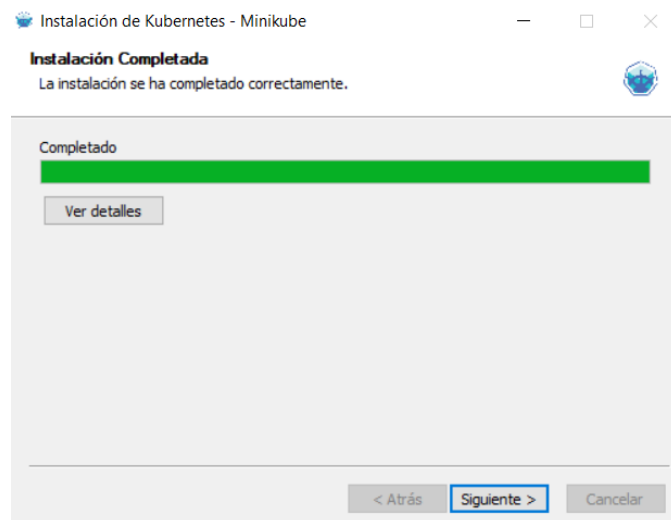 Instalación de Kubernetes - Minikube
Instalación Completada
La instalación se ha completado correctamente.
Completado
Ver detalles
< Atrás
Siguiente >
Cancelar